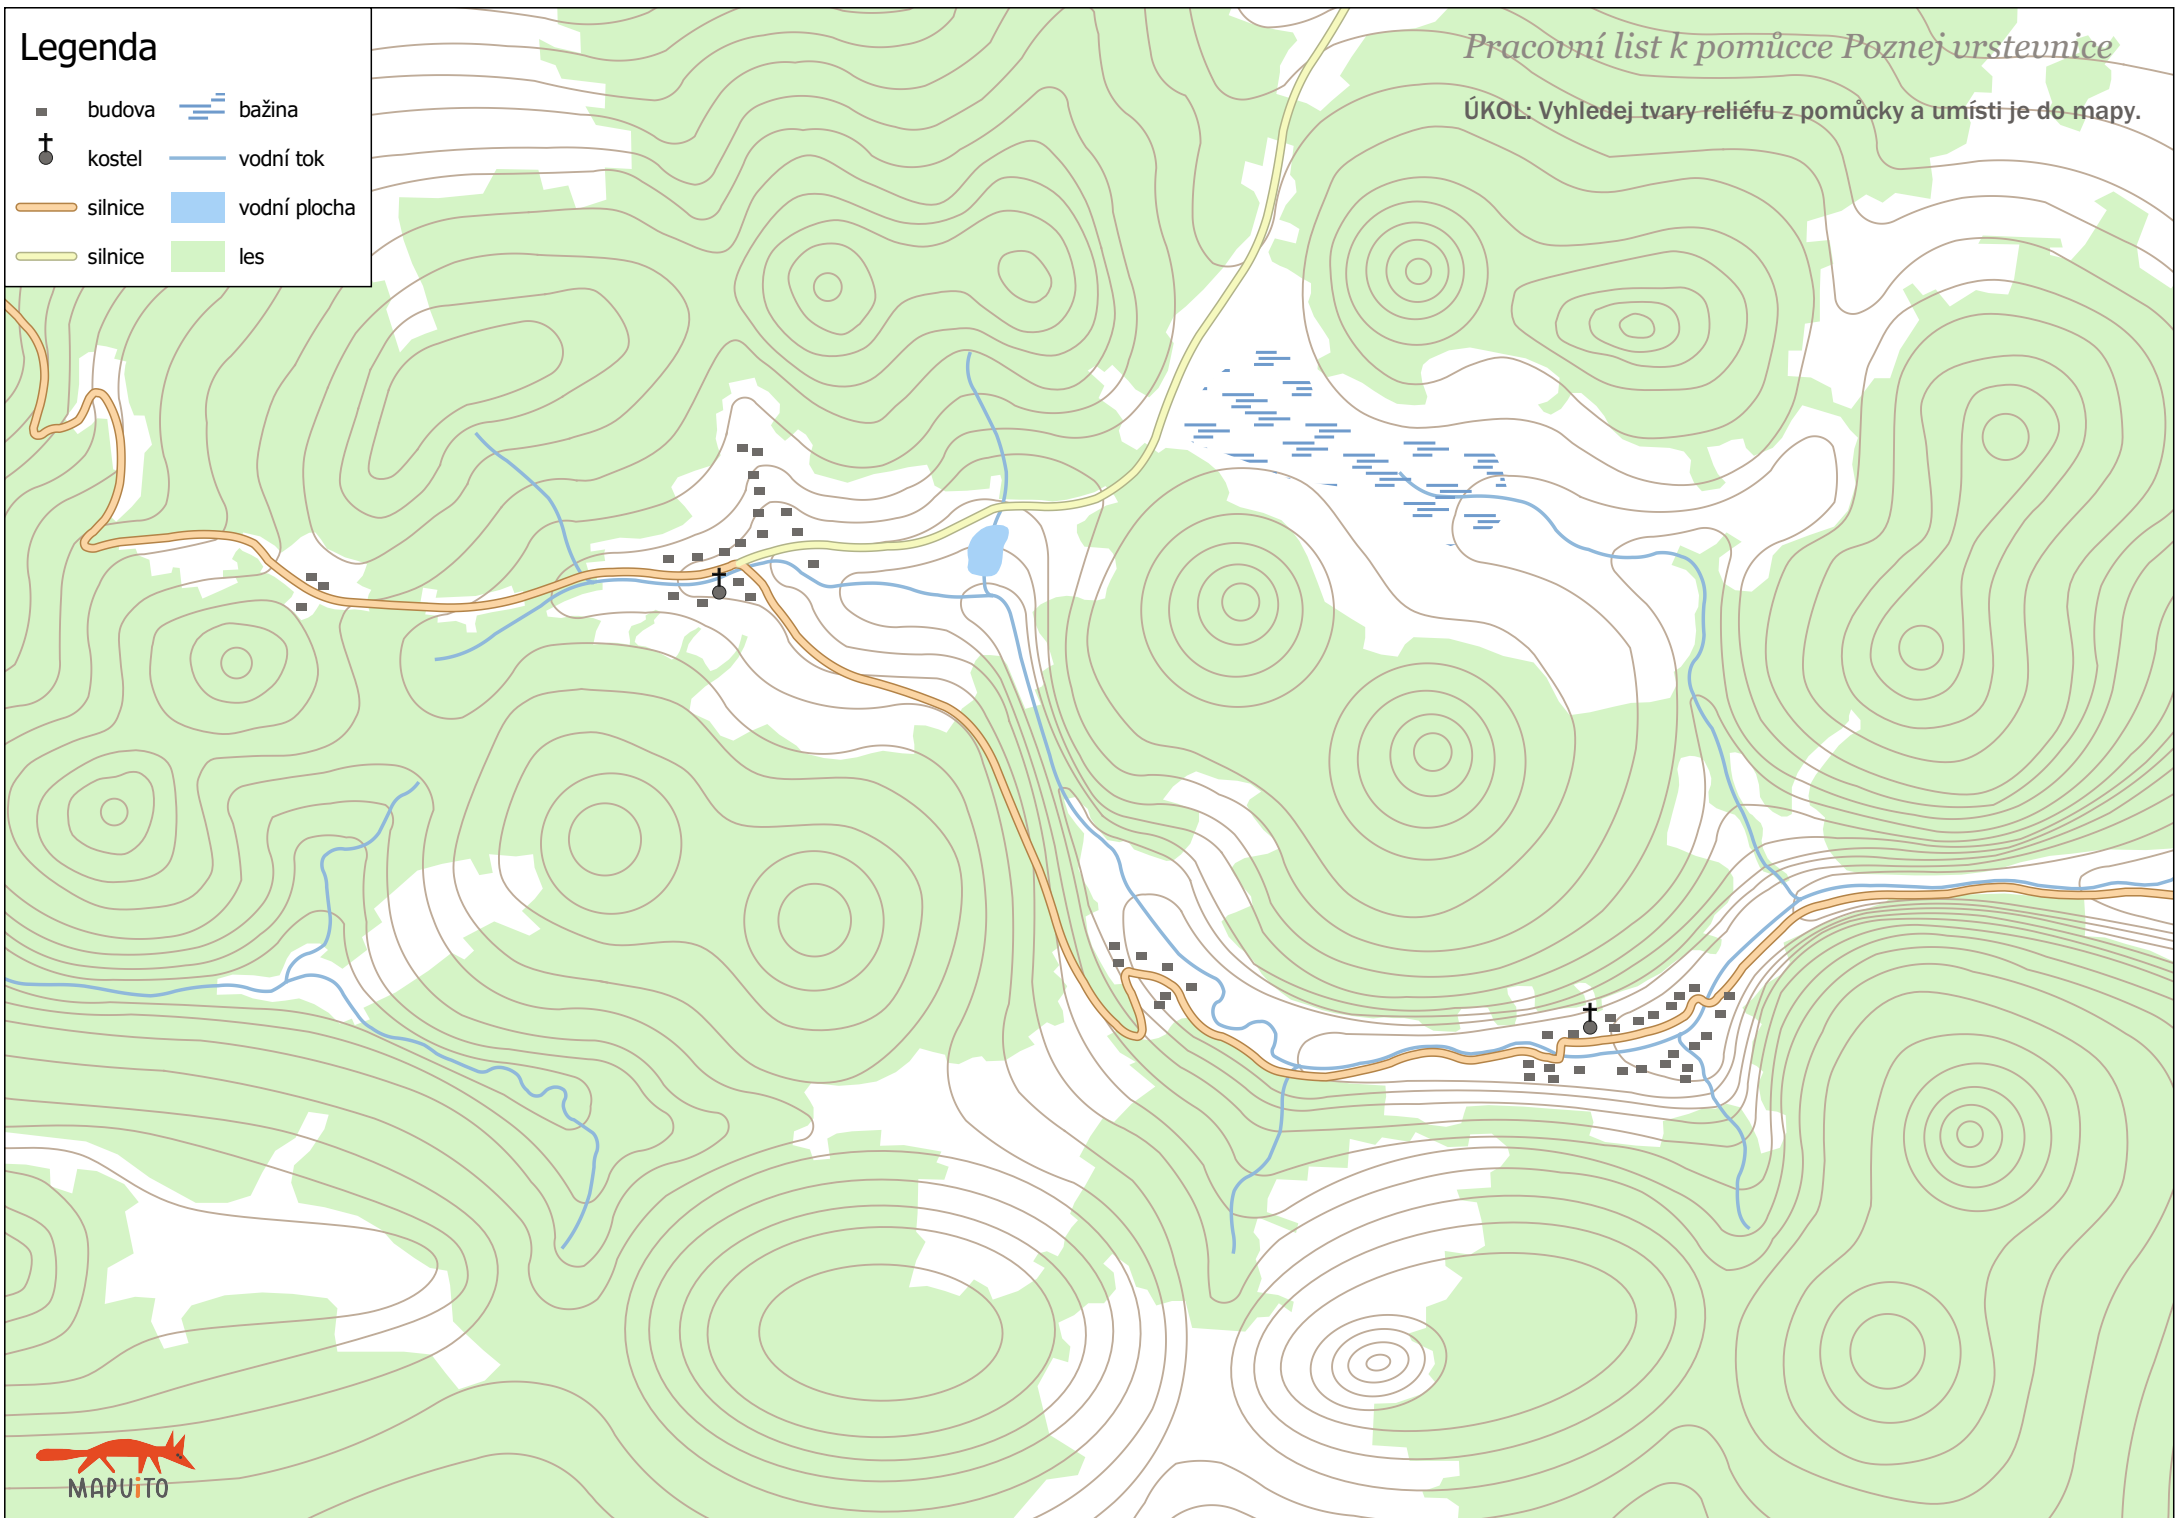 Legenda
budova
bažina
kostel
vodní tok
silnice
vodní plocha
silnice
les
Pracovní list k pomůcce Poznej vrstevnice
ÚKOL: Vyhledej tvary reliéfu z pomůcky a umísti je do mapy.
MAPUiTO